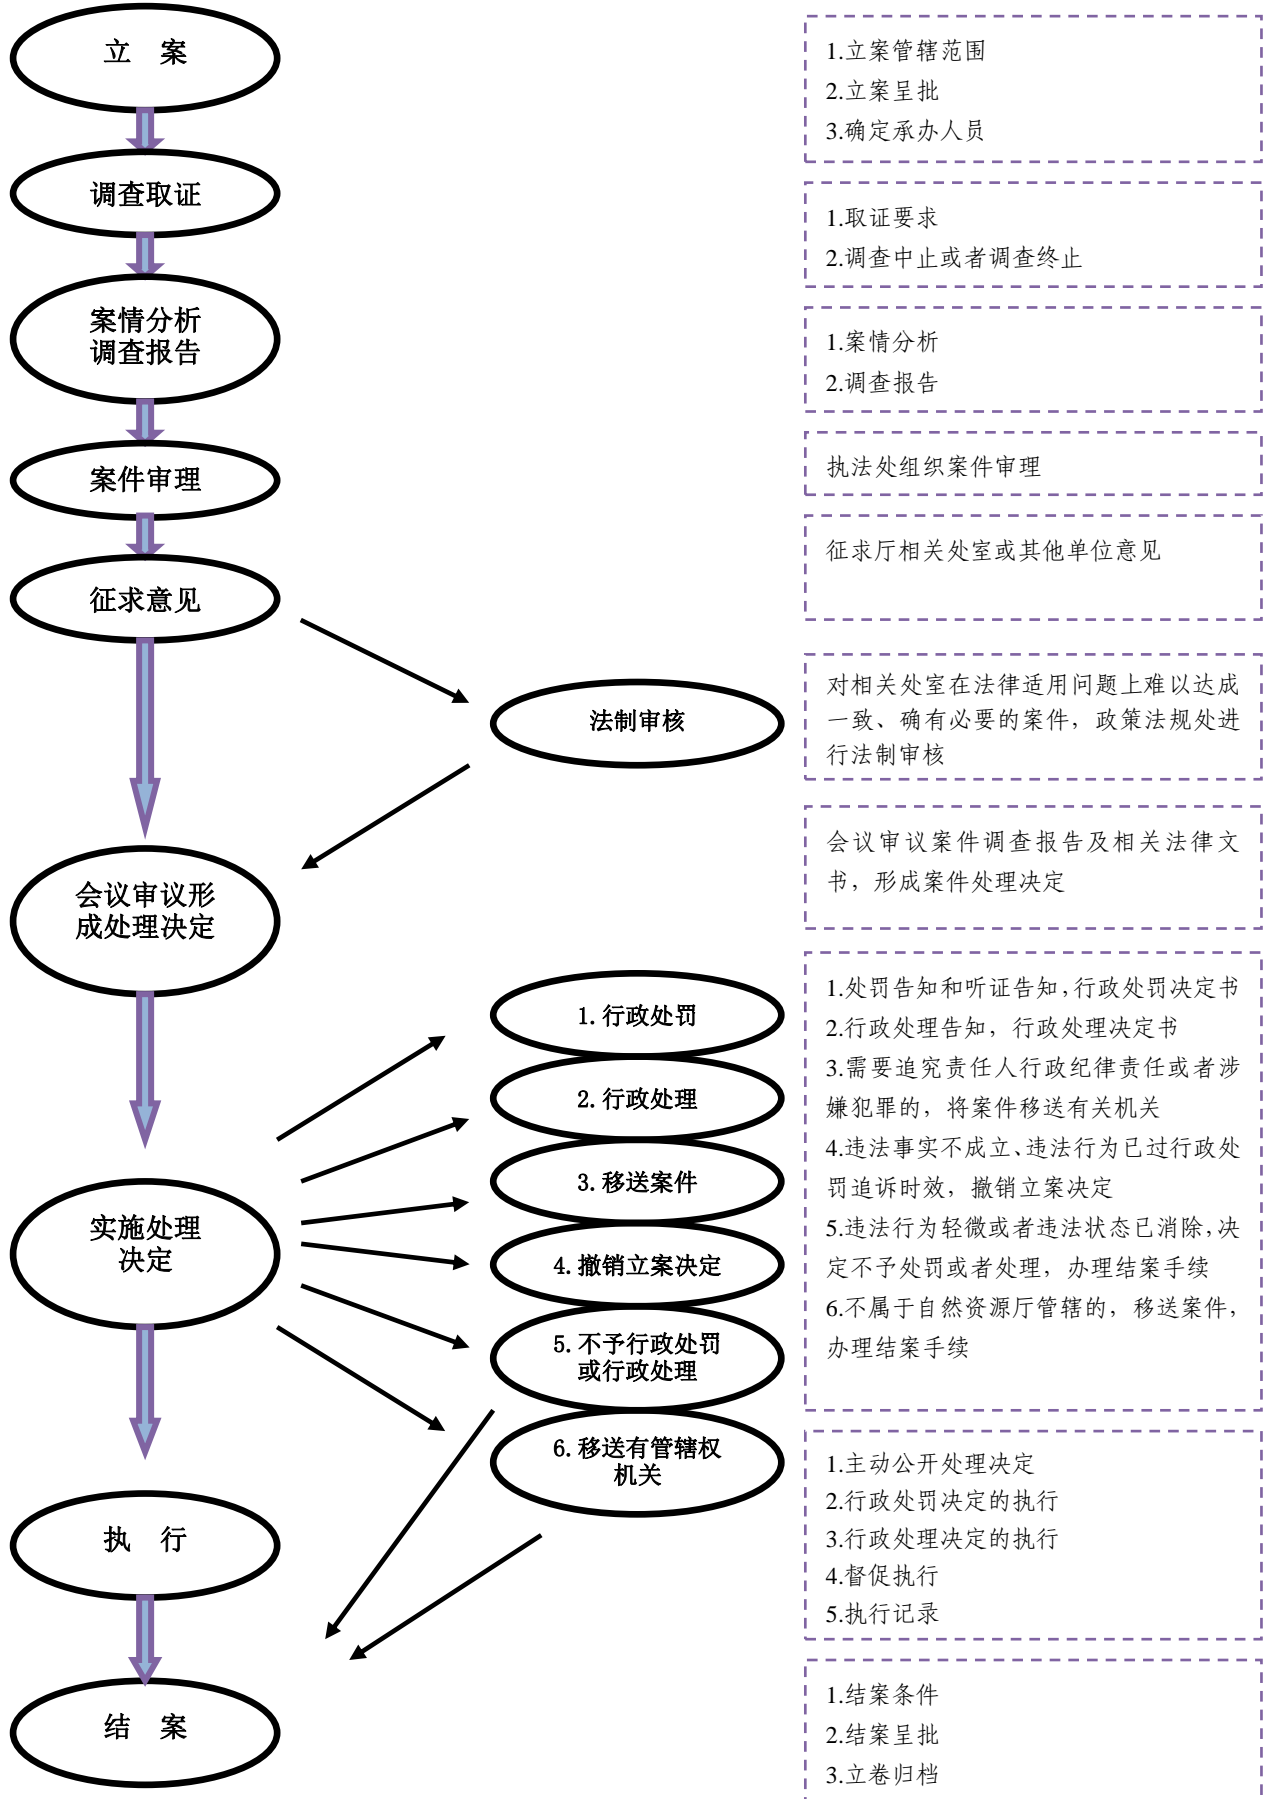 立 案
1.立案管辖范围
2.立案呈批
3.确定承办人员
调查取证
1.取证要求
2.调查中止或者调查终止
案情分析
调查报告
1.案情分析
2.调查报告
案件审理
执法处组织案件审理
征求意见
征求厅相关处室或其他单位意见
法制审核
对相关处室在法律适用问题上难以达成
一致、确有必要的案件，政策法规处进
行法制审核
会议审议形
成处理决定
会议审议案件调查报告及相关法律文
书，形成案件处理决定
实施处理
决定
1.行政处罚
2.行政处理
3.移送案件
4.撤销立案决定
5.不予行政处罚
或行政处理
6.移送有管辖权
机关
1.处罚告知和听证告知，行政处罚决定书
2.行政处理告知，行政处理决定书
3.需要追究责任人行政纪律责任或者涉
嫌犯罪的，将案件移送有关机关
4.违法事实不成立、违法行为已过行政处
罚追诉时效，撤销立案决定
5.违法行为轻微或者违法状态已消除，决
定不予处罚或者处理，办理结案手续
6.不属于自然资源厅管辖的，移送案件，
办理结案手续
执 行
1.主动公开处理决定
2.行政处罚决定的执行
3.行政处理决定的执行
4.督促执行
5.执行记录
结 案
1.结案条件
2.结案呈批
3.立卷归档